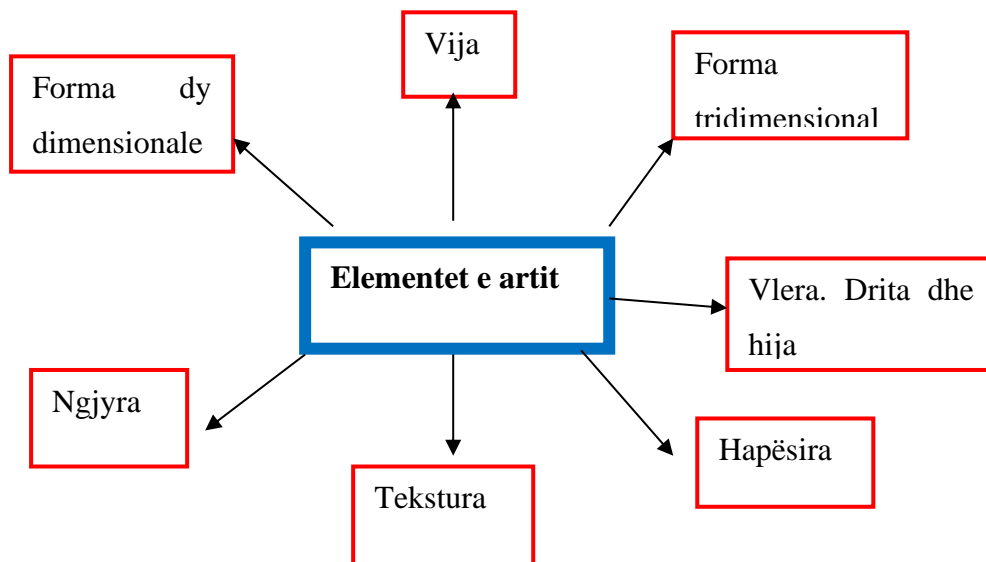 Vija
Forma dy
dimensionale
Forma
tridimensional
Elementet e artit
Vlera. Drita dhe
hija
Ngjyra
Hapësira
Tekstura